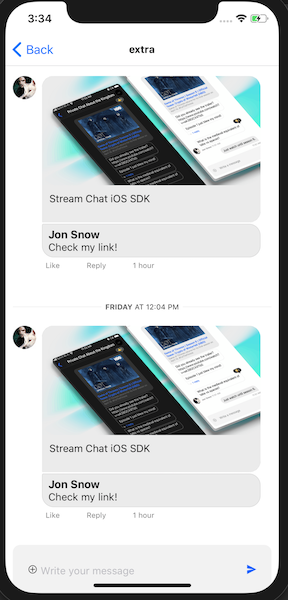 3:34
Back
extra
Stream Chat iOS SDK
Jon Snow
Check my link!
Like Reply 1 hour
FRIDAY AT 12:04 PM
Stream Chat iOS SDK
Jon Snow
Check my link!
Like Reply 1 hour
Write your message